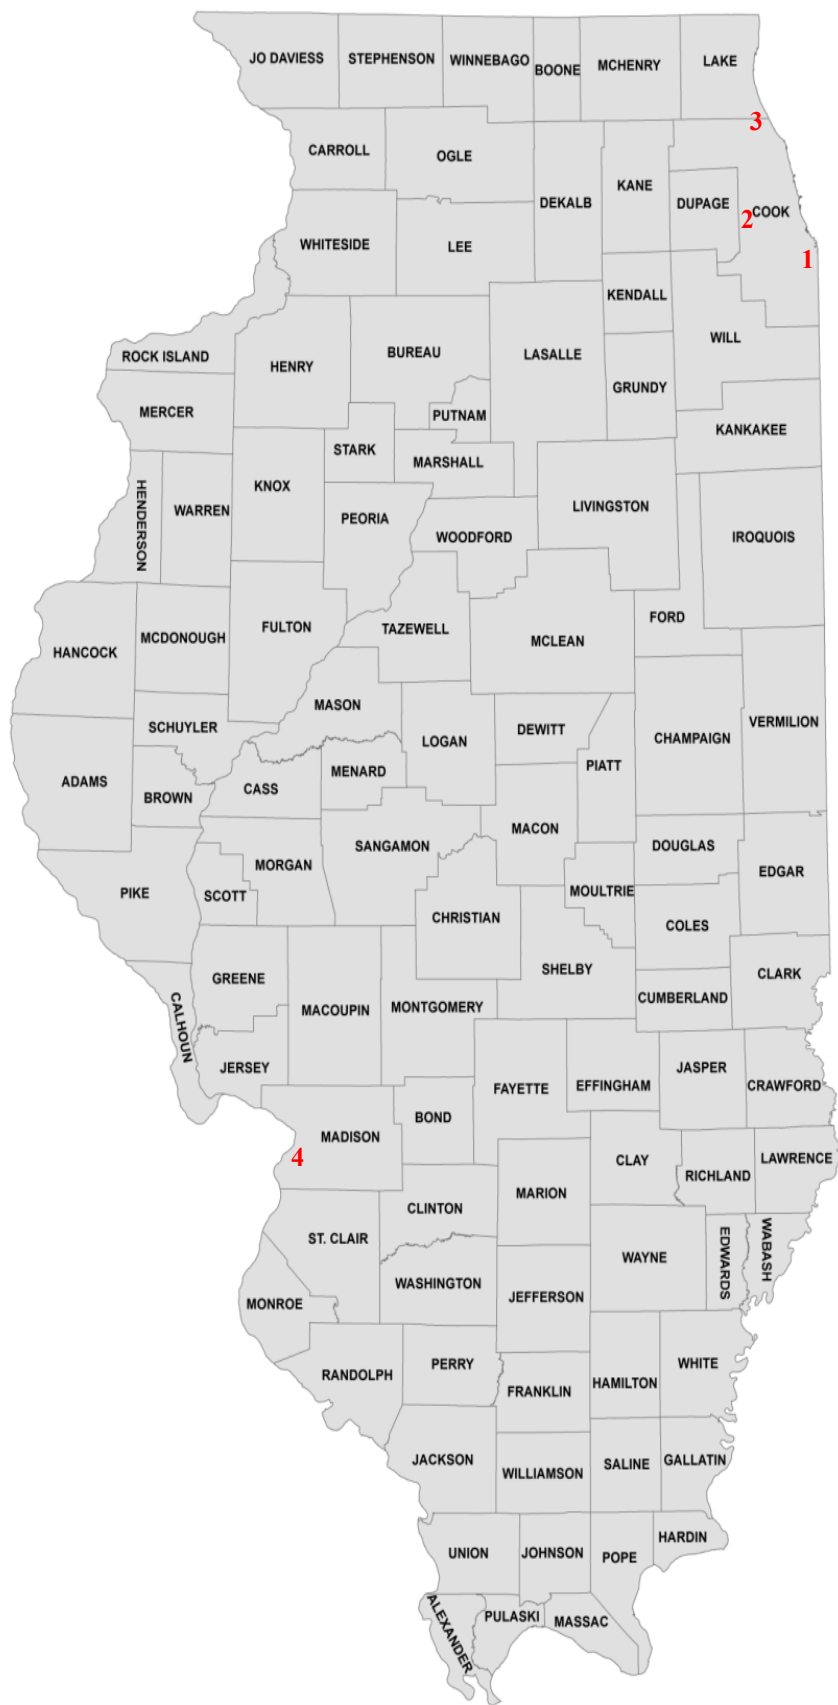 JO DAVIESS
STEPHENSON
WINNEBAGO
BOONE
MCHENRY
LAKE
3
CARROLL
OGLE
DEKALB
KANE
DUPAGE
2
COOK
1
WHITESIDE
LEE
KENDALL
ROCK ISLAND
HENRY
BUREAU
LASALLE
WILL
GRUNDY
MERCER
PUTNAM
KANKAKEE
STARK
MARSHALL
HENDERSON
WARREN
KNOX
PEORIA
WOODFORD
LIVINGSTON
IROQUOIS
HANCOCK
MCDONOUGH
FULTON
TAZEWELL
MCLEAN
FORD
SCHUYLER
MASON
LOGAN
DEWITT
PIATT
CHAMPAIGN
VERMILION
ADAMS
BROWN
CASS
MENARD
SANGAMON
MACON
DOUGLAS
EDGAR
PIKE
SCOTT
MORGAN
CHRISTIAN
MOULTRIE
COLES
SHELBY
CLARK
CUMBERLAND
GREENE
CALHOUN
MACOUPIN
MONTGOMERY
JERSEY
FAYETTE
EFFINGHAM
JASPER
CRAWFORD
MADISON
BOND
4
CLAY
RICHLAND
LAWRENCE
MARION
CLINTON
ST. CLAIR
WAYNE
EDWARDS
WABASH
WASHINGTON
JEFFERSON
MONROE
RANDOLPH
PERRY
FRANKLIN
HAMILTON
WHITE
JACKSON
WILLIAMSON
SALINE
GALLATIN
UNION
JOHNSON
POPE
HARDIN
ALEXANDER
PULASKI
MASSAC